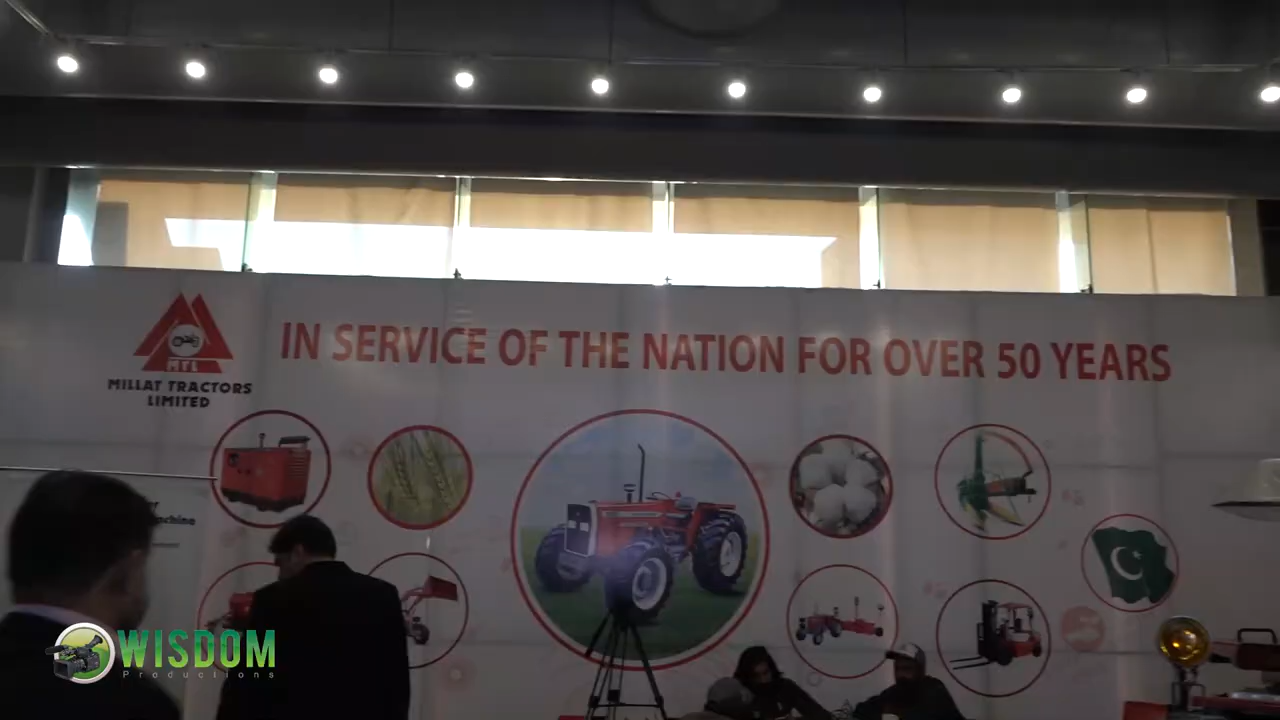 IN SERVICE OF THE NATION FOR OVER 50 YEARS
MTL
MILLAT TRACTORS
LIMITED
WISDOM
Productions